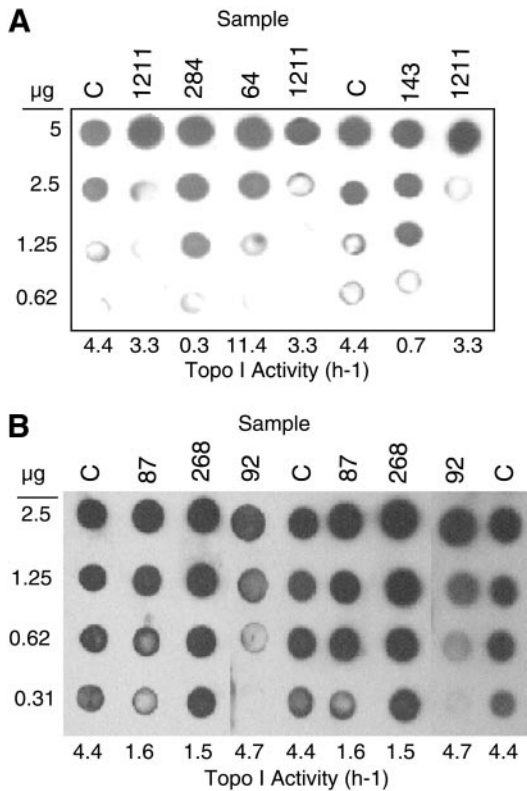 A
Sample
µg C 1211 284 64 1211 C 143 1211
5
2.5
1.25
0.62
4.4 3.3 0.3 11.4 3.3 4.4 0.7 3.3
Topo I Activity (h-1)
B
Sample
µg C 87 268 92 C 87 268 92 C
2.5
1.25
0.62
0.31
4.4 1.6 1.5 4.7 4.4 1.6 1.5 4.7 4.4
Topo I Activity (h-1)